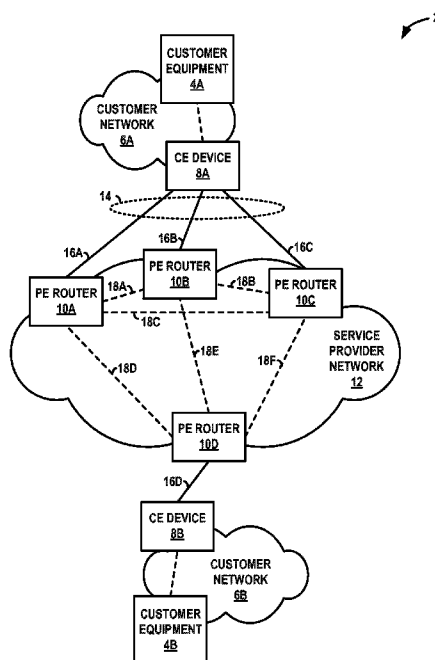 2
CUSTOMER
EQUIPMENT
4A
CUSTOMER
NETWORK
6A
CE DEVICE
8A
14
16A
16B
16C
PE ROUTER
10A
18A
PE ROUTER
10B
18B
PE ROUTER
10C
18C
SERVICE
PROVIDER
NETWORK
12
18D
18E
18F
PE ROUTER
10D
16D
CE DEVICE
8B
CUSTOMER
NETWORK
6B
CUSTOMER
EQUIPMENT
4B